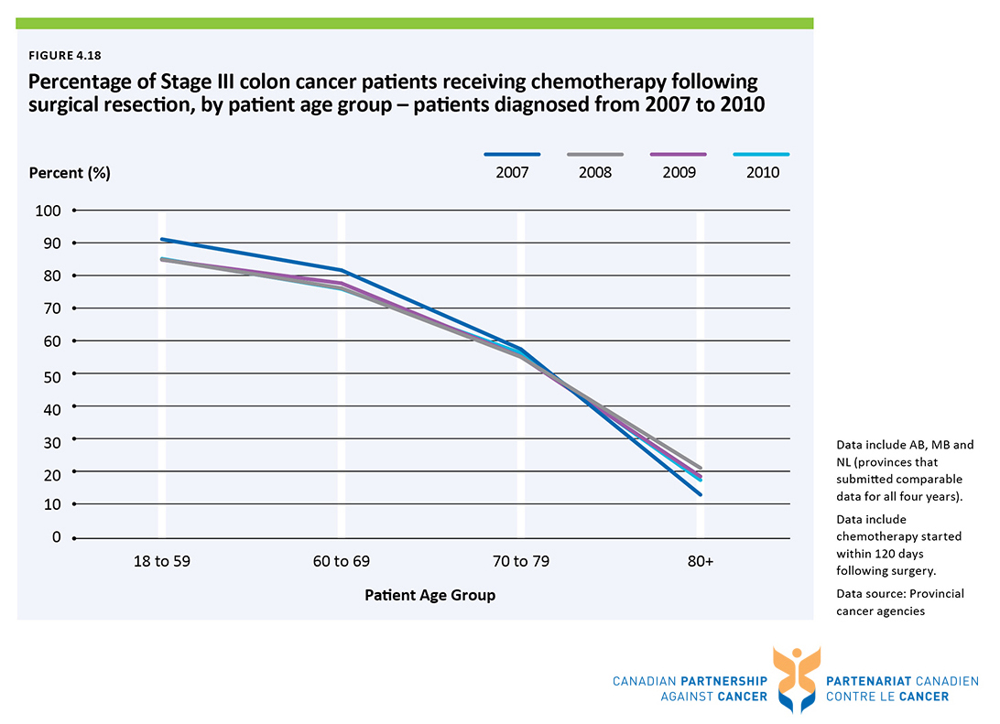 FIGURE 4.18
Percentage of Stage III colon cancer patients receiving chemotherapy following
surgical resection, by patient age group – patients diagnosed from 2007 to 2010
Percent (%)
2007
2008
2009
2010
100
90
80
70
60
50
40
30
20
10
0
18 to 59
60 to 69
70 to 79
80+
Patient Age Group
Data include AB, MB and
NL (provinces that
submitted comparable
data for all four years).
Data include
chemotherapy started
within 120 days
following surgery.
Data source: Provincial
cancer agencies
CANADIAN PARTNERSHIP
AGAINST CANCER
PARTENARIAT CANADIEN
CONTRE LE CANCER